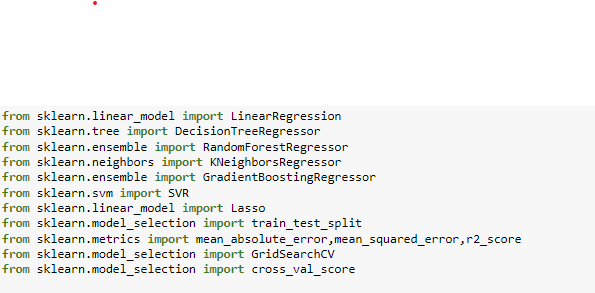 from sklearn.linear_model import LinearRegression
from sklearn.tree import DecisionTreeRegressor
from sklearn.ensemble import RandomForestRegressor
from sklearn.neighbors import KNeighborsRegressor
from sklearn.ensemble import GradientBoostingRegressor
from sklearn.svm import SVR
from sklearn.linear_model import Lasso
from sklearn.model_selection import train_test_split
from sklearn.metrics import mean_absolute_error,mean_squared_error,r2_score
from sklearn.model_selection import GridSearchCV
from sklearn.model_selection import cross_val_score